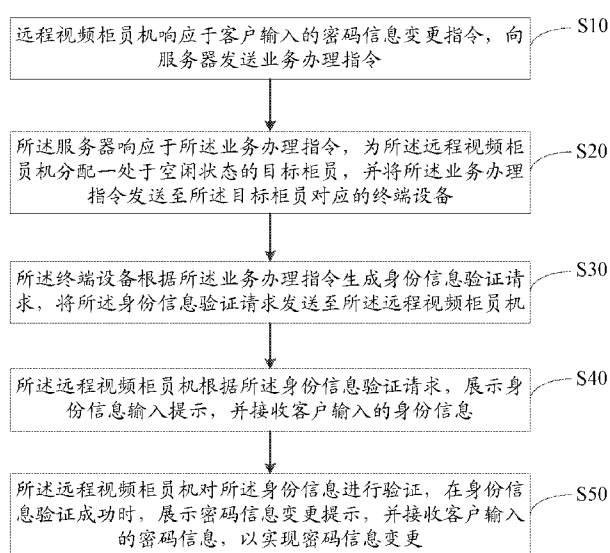 远程视频柜员机响应于客户输入的密码信息变更指令，向
服务器发送业务办理指令
S10
所述服务器响应于所述业务办理指令，为所述远程视频柜
员机分配一处于空闲状态的目标柜员，并将所述业务办理
指令发送至所述目标柜员对应的终端设备
S20
所述终端设备根据所述业务办理指令生成身份信息验证请
求，将所述身份信息验证请求发送至所述远程视频柜员机
S30
所述远程视频柜员机根据所述身份信息验证请求，展示身
份信息输入提示，并接收客户输入的身份信息
S40
所述远程视频柜员机对所述身份信息进行验证，在身份信
息验证成功时，展示密码信息变更提示，并接收客户输入
的密码信息，以实现密码信息变更
S50